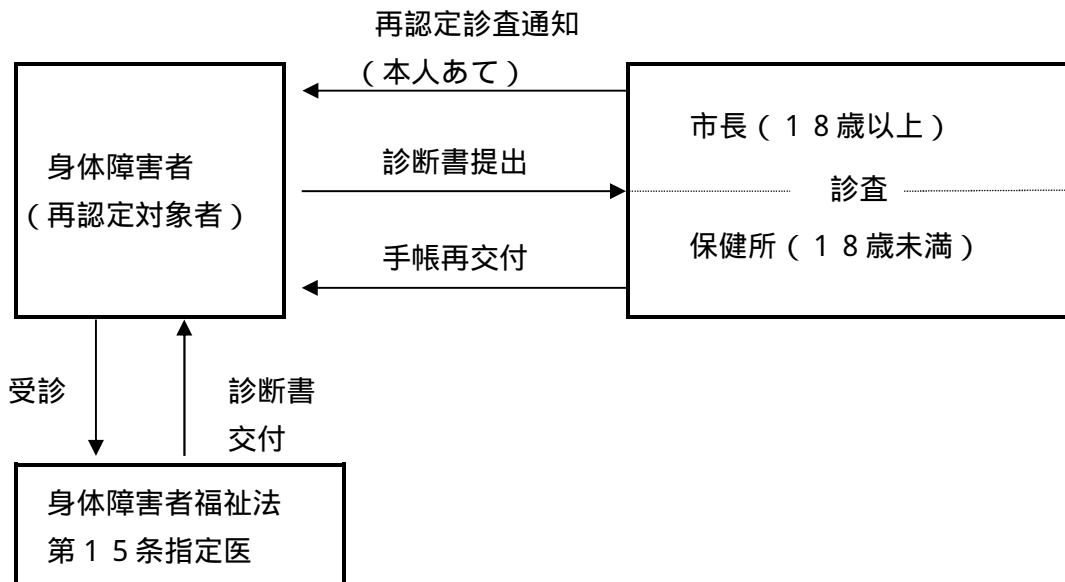 再認定診査通知
（本人あて）
市長（１８歳以上）
身体障害者
（再認定対象者）
診断書提出
診査
手帳再交付
保健所（１８歳未満）
受診
診断書
交付
身体障害者福祉法
第１５条指定医